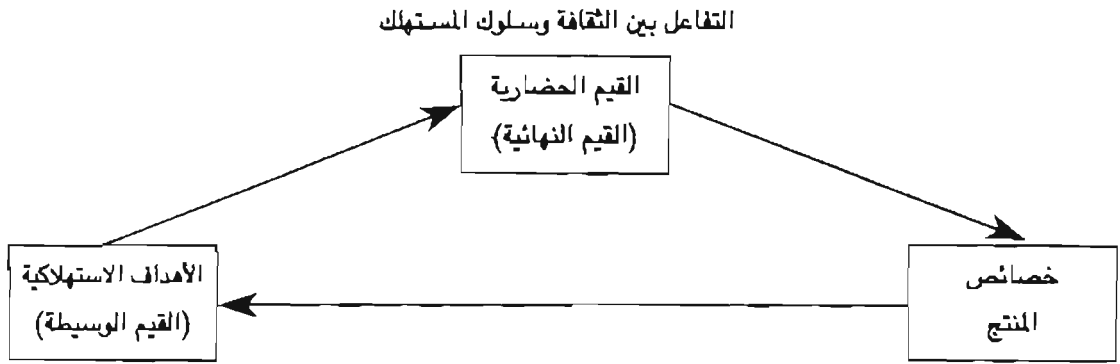 التفاعل بين الثقافة وسلوك المستهلك
القيم الحضارية
(القيم النهائية)
خصائص
المنتج
الأهداف الاستهلاكية
(القيم الوسيطة)